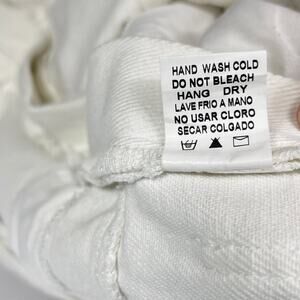 HAND WASH COLD
DO NOT BLEACH
HANG DRY
LAVE FRIO A MANO
NO USAR CLORO
SECAR COLGADO